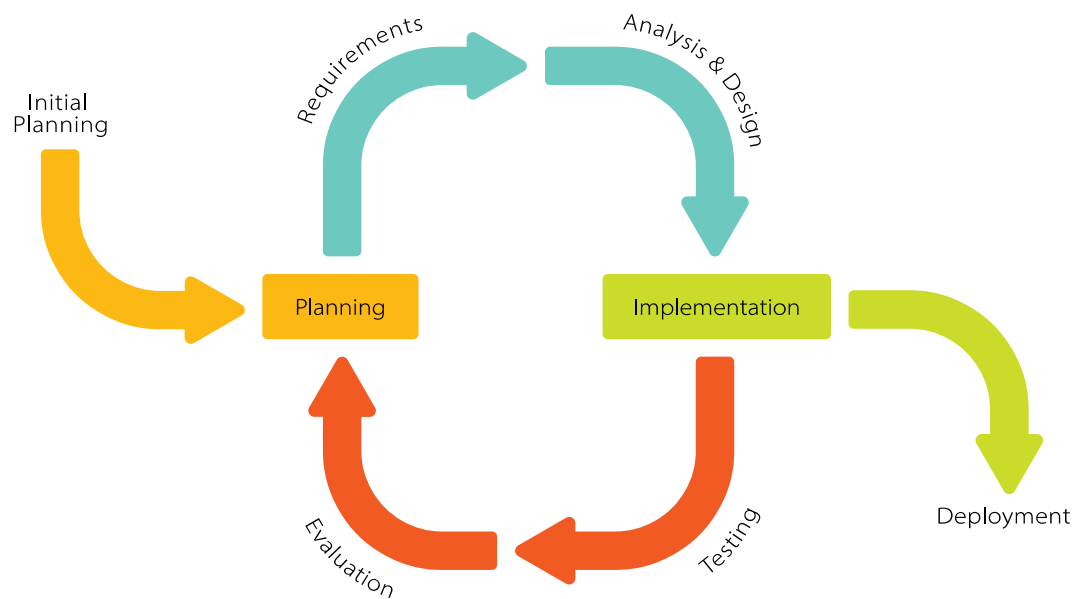 Initial
Planning
Requirements
Analysis & Design
Planning
Implementation
Evaluation
Testing
Deployment